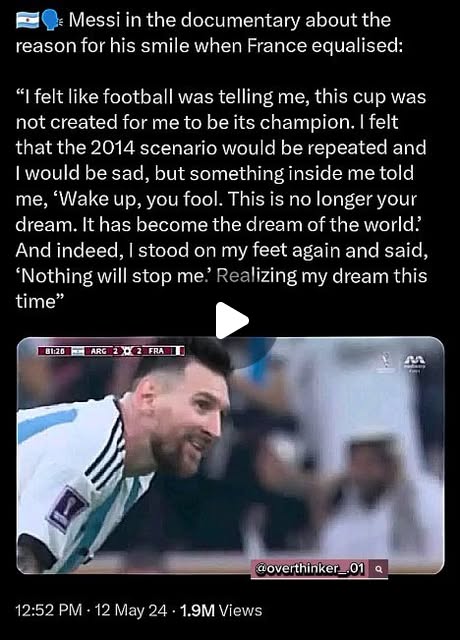 🇦🇷🗣️ Messi in the documentary about the
reason for his smile when France equalised:
“I felt like football was telling me, this cup was
not created for me to be its champion. I felt
that the 2014 scenario would be repeated and
I would be sad, but something inside me told
me, ‘Wake up, you fool. This is no longer your
dream. It has become the dream of the world.’
And indeed, I stood on my feet again and said,
‘Nothing will stop me.’ Realizing my dream this
time”
81:26 ARG 2 2 FRA
@overthinker_.01
12:52 PM · 12 May 24 · 1.9M Views